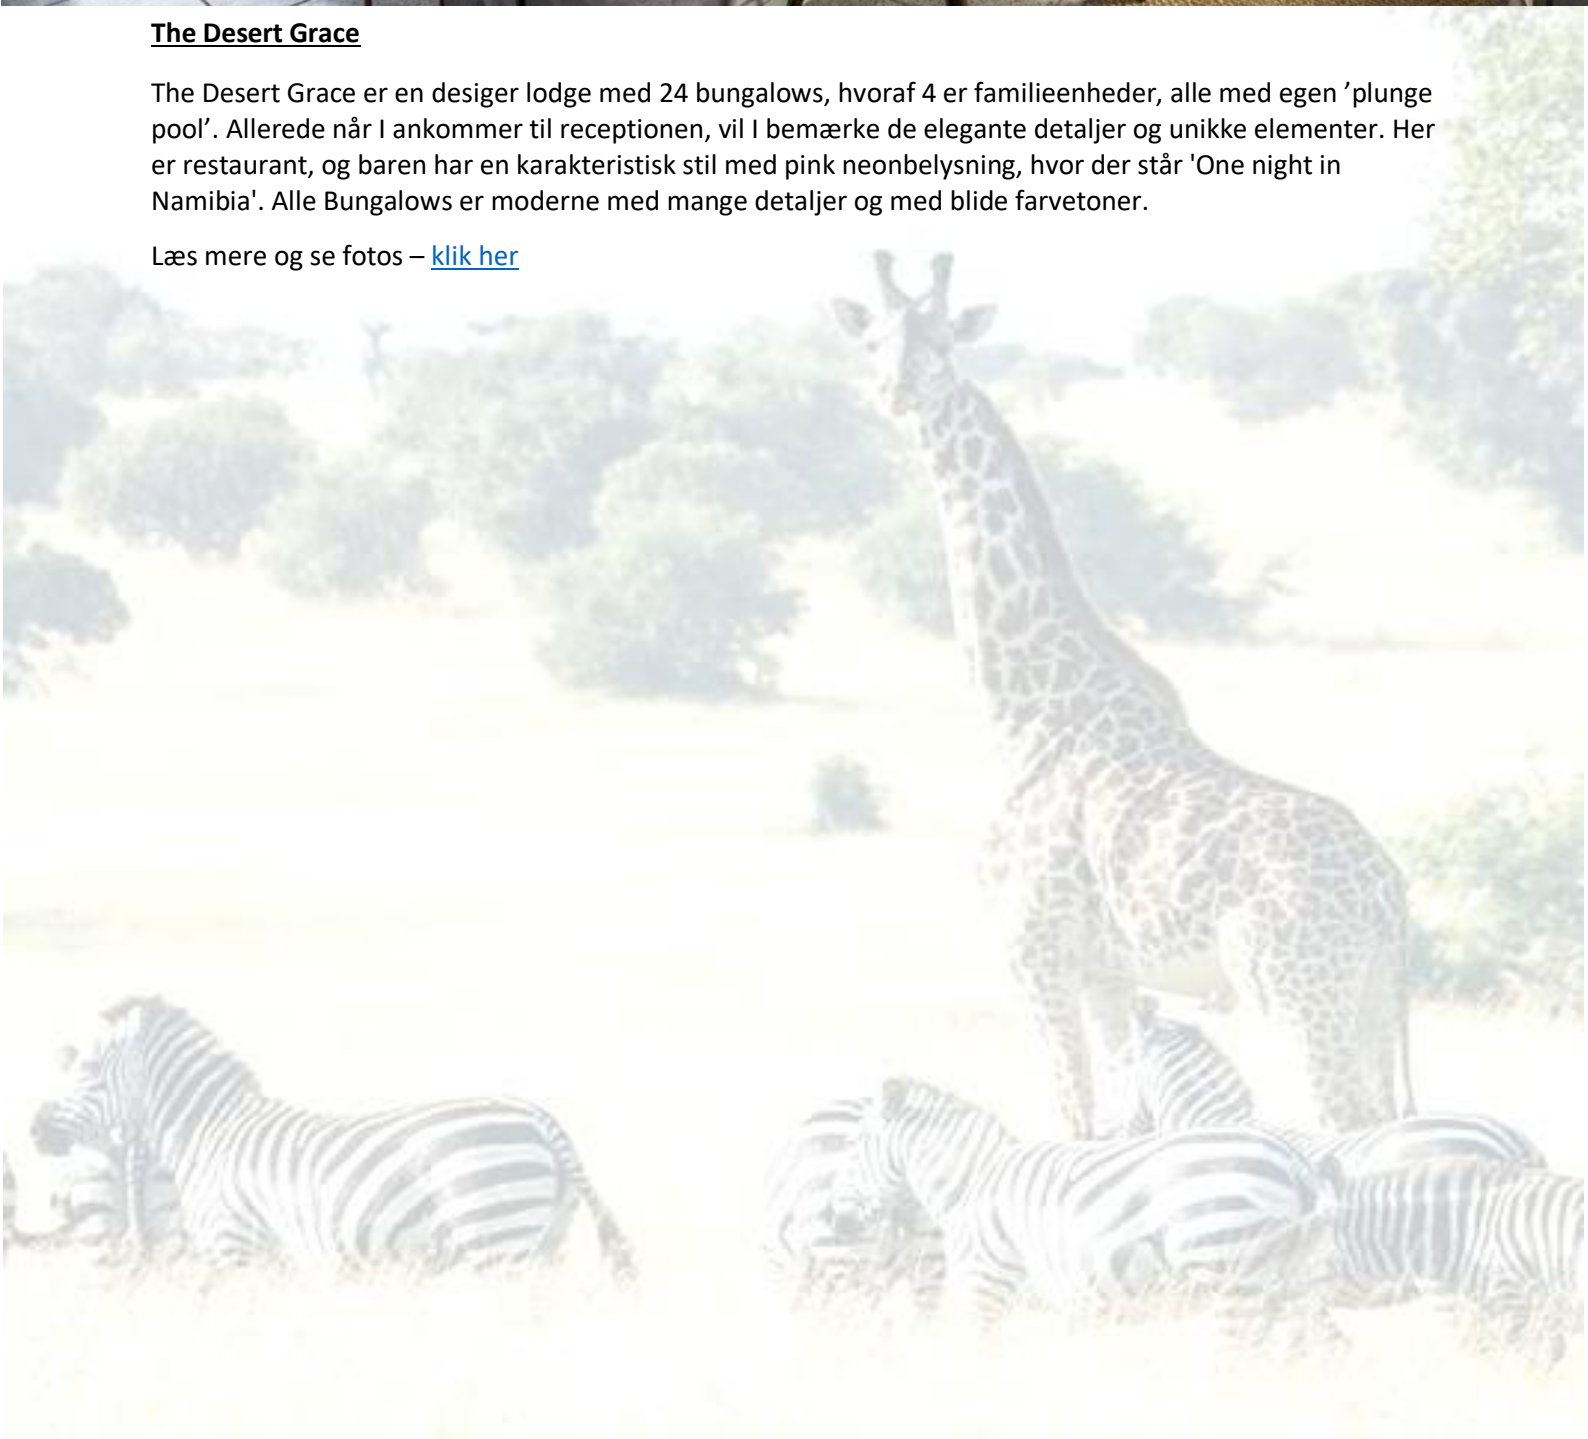 The Desert Grace
The Desert Grace er en desiger lodge med 24 bungalows, hvoraf 4 er familieenheder, alle med egen ’plunge
pool’. Allerede når I ankommer til receptionen, vil I bemærke de elegante detaljer og unikke elementer. Her
er restaurant, og baren har en karakteristisk stil med pink neonbelysning, hvor der står 'One night in
Namibia'. Alle Bungalows er moderne med mange detaljer og med blide farvetoner.
Læs mere og se fotos – klik her